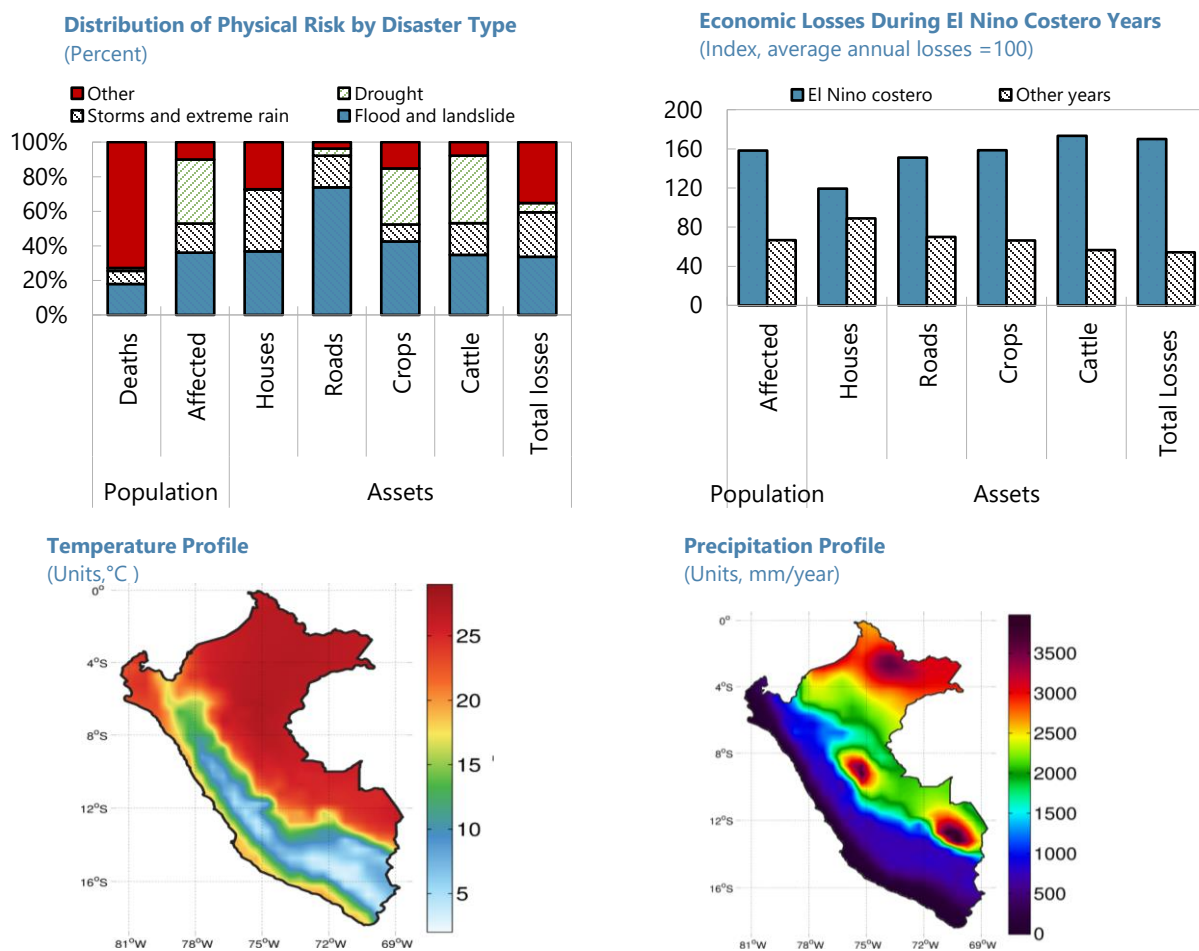 Distribution of Physical Risk by Disaster Type
(Percent)
Other
Drought
Storms and extreme rain
Flood and landslide
100%
80%
60%
40%
20%
0%
Deaths
Affected
Houses
Roads
Crops
Cattle
Total losses
Population
Assets
Economic Losses During El Nino Costero Years
(Index, average annual losses =100)
El Nino costero
Other years
200
160
120
80
40
0
Affected
Houses
Roads
Crops
Cattle
Total Losses
Population
Assets
Temperature Profile
(Units,°C )
0°
4°S
8°S
12°S
16°S
81°W
78°W
75°W
72°W
69°W
25
20
15
10
5
Precipitation Profile
(Units, mm/year)
0°
4°S
8°S
12°S
16°S
81°W
78°W
75°W
72°W
69°W
3500
3000
2500
2000
1500
1000
500
0